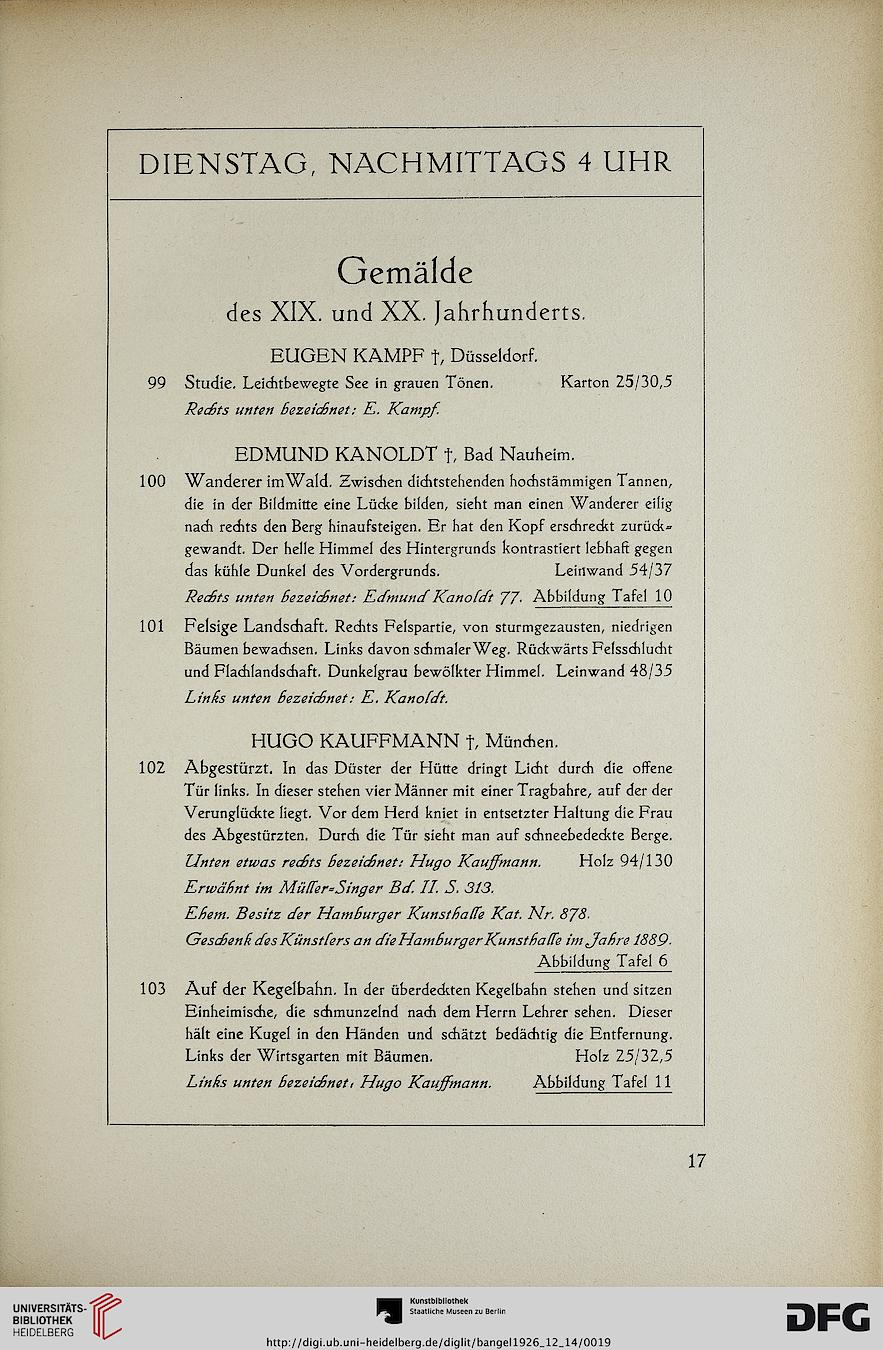 DIENSTAG, NACHMITTAGS 4 UHR
Gemälde
des XIX. und XX. Jahrhunderts.
EUGEN KAMPF †, Düsseldorf.
99 Studie. Leichtbewegte See in grauen Tönen. Karton 25/30,5
Rechts unten bezeichnet: E. Kampf.
EDMUND KANOLDT †, Bad Nauheim.
100 Wanderer im Wald. Zwischen dichtstehenden hochstämmigen Tannen,
die in der Bildmitte eine Lücke bilden, sieht man einen Wanderer eilig
nach rechts den Berg hinaufsteigen. Er hat den Kopf erschreckt zurück-
gewandt. Der helle Himmel des Hintergrunds kontrastiert lebhaft gegen
das kühle Dunkel des Vordergrunds. Leinwand 54/37
Rechts unten bezeichnet: Edmund Kanoldt 77. Abbildung Tafel 10
101 Felsige Landschaft. Rechts Felspartie, von sturmgezausten, niedrigen
Bäumen bewachsen. Links davon schmaler Weg. Rückwärts Felsschlucht
und Flachlandschaft. Dunkelgrau bewölkter Himmel. Leinwand 48/35
Links unten bezeichnet: E. Kanoldt.
HUGO KAUFFMANN †, München.
102 Abgestürzt. In das Düster der Hütte dringt Licht durch die offene
Tür links. In dieser stehen vier Männer mit einer Tragbahre, auf der der
Verunglückte liegt. Vor dem Herd kniet in entsetzter Haltung die Frau
des Abgestürzten. Durch die Tür sieht man auf schneebedeckte Berge.
Unten etwas rechts bezeichnet: Hugo Kauffmann. Holz 94/130
Erwähnt im Müller-Singer Bd. II. S. 313.
Ehem. Besitz der Hamburger Kunsthalle Kat. Nr. 878.
Geschenk des Künstlers an die Hamburger Kunsthalle im Jahre 1889.
Abbildung Tafel 6
103 Auf der Kegelbahn. In der überdeckten Kegelbahn stehen und sitzen
Einheimische, die schmunzelnd nach dem Herrn Lehrer sehen. Dieser
hält eine Kugel in den Händen und schätzt bedächtig die Entfernung.
Links der Wirtsgarten mit Bäumen. Holz 25/32,5
Links unten bezeichnet: Hugo Kauffmann. Abbildung Tafel 11
17
UNIVERSITÄTS-
BIBLIOTHEK
HEIDELBERG
Kunstbibliothek
Staatliche Museen zu Berlin
DFG
http://digi.ub.uni-heidelberg.de/diglit/bangel1926_12_14/0019